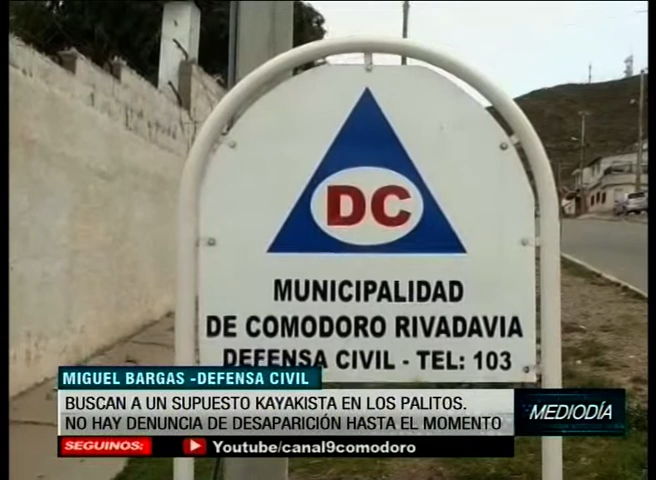 DC
MUNICIPALIDAD
DE COMODORO RIVADAVIA
DEFENSA CIVIL - TEL: 103
MIGUEL BARGAS -DEFENSA CIVIL
BUSCAN A UN SUPUESTO KAYAKISTA EN LOS PALITOS.
NO HAY DENUNCIA DE DESAPARICIÓN HASTA EL MOMENTO
MEDIODÍA
SEGUINOS: Youtube/canal9comodoro